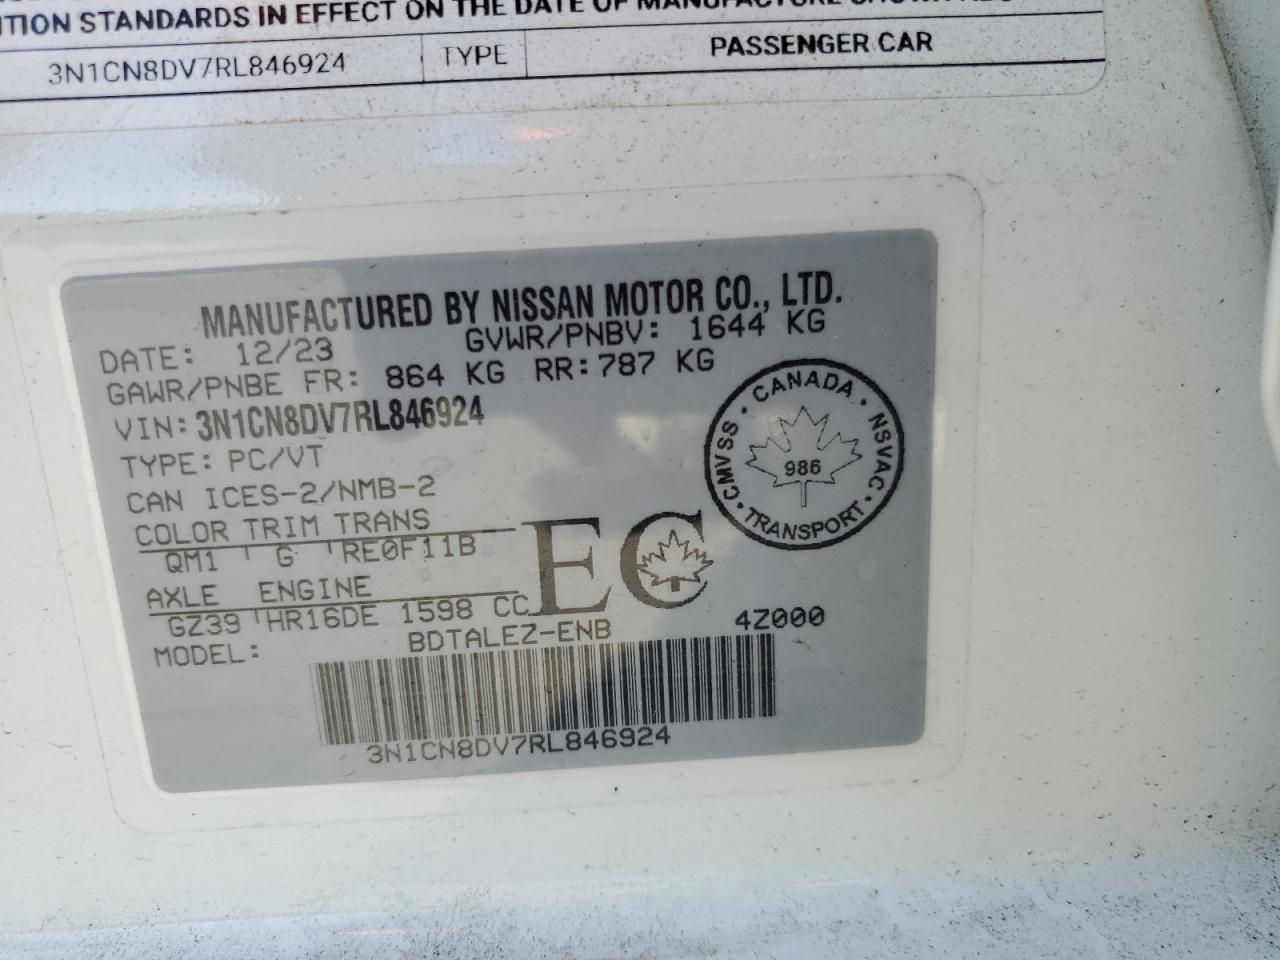 ITION STANDARDS IN EFFECT ON THE DATE OF MANUFACTURE SHOWN
3N1CN8DV7RL846924 TYPE PASSENGER CAR
MANUFACTURED BY NISSAN MOTOR CO., LTD.
DATE: 12/23 GVWR/PNBV: 1644 KG
GAWR/PNBE FR: 864 KG RR: 787 KG
VIN: 3N1CN8DV7RL846924
TYPE: PC/VT
CAN ICES-2/NMB-2
COLOR TRIM TRANS
QM1 G RE0F11B
AXLE ENGINE
GZ39 HR16DE 1598 CC
MODEL: BDTALEZ-ENB 4Z000
3N1CN8DV7RL846924
EC
CMVSS · CANADA · NSVAC · TRANSPORT ·
986